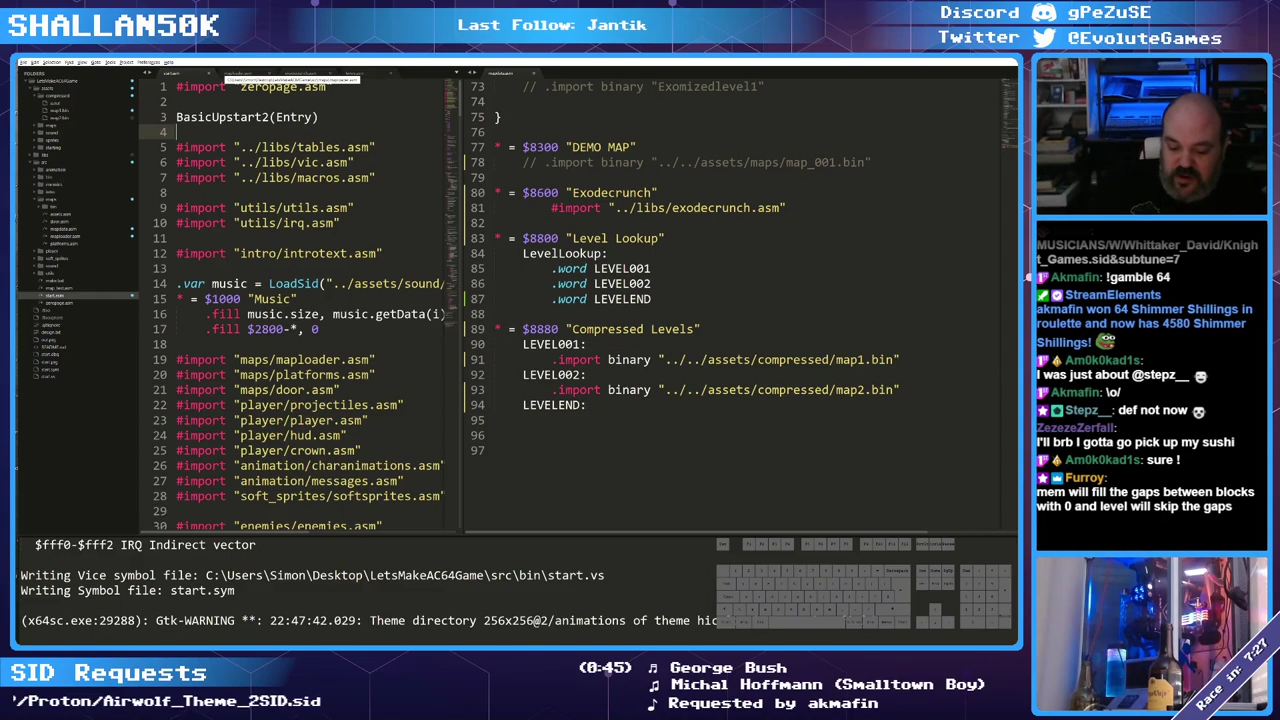 SHALLAN50K
Last Follow: Jantik
Discord gPeZuSE
Twitter @EvoluteGames
FOLDERS
1 #import "zeropage.asm"
2
3 BasicUpstart2(Entry)
4
5 #import "../libs/tables.asm"
6 #import "../libs/vic.asm"
7 #import "../libs/macros.asm"
8
9 #import "utils/utils.asm"
10 #import "utils/irq.asm"
11
12 #import "intro/introtext.asm"
13
14 .var music = LoadSid("../assets/sound/
15 * = $1000 "Music"
16 .fill music.size, music.getData(i)
17 .fill $2800-*, 0
18
19 #import "maps/maploader.asm"
20 #import "maps/platforms.asm"
21 #import "maps/door.asm"
22 #import "player/projectiles.asm"
23 #import "player/player.asm"
24 #import "player/hud.asm"
25 #import "player/crown.asm"
26 #import "animation/charanimations.asm"
27 #import "animation/messages.asm"
28 #import "soft_sprites/softsprites.asm"
29
30 #import "enemies/enemies.asm"
73 // .import binary "Exomizedlevel1"
74
75 }
76
77 * = $8300 "DEMO MAP"
78 // .import binary "../../assets/maps/map_001.bin"
79
80 * = $8600 "Exodecrunch"
81 #import "../libs/exodecrunch.asm"
82
83 * = $8800 "Level Lookup"
84 LevelLookup:
85 .word LEVEL001
86 .word LEVEL002
87 .word LEVELEND
88
89 * = $8880 "Compressed Levels"
90 LEVEL001:
91 .import binary "../../assets/compressed/map1.bin"
92 LEVEL002:
93 .import binary "../../assets/compressed/map2.bin"
94 LEVELEND:
95
96
97
$fff0-$fff2 IRQ Indirect vector
Writing Vice symbol file: C:\Users\Simon\Desktop\LetsMakeAC64Game\src\bin\start.vs
Writing Symbol file: start.sym
(x64sc.exe:29288): Gtk-WARNING **: 22:47:42.029: Theme directory 256x256@2/animations of theme hic
MUSICIANS/W/Whittaker_David/Knigh
t_Games.sid&subtune=7
Akmafin: !gamble 64
StreamElements
akmafin won 64 Shimmer Shillings in
roulette and now has 4580 Shimmer
Shillings!
Am0k0kad1s:
I was just about @stepz__
Akmafin: \o/
Stepz__: def not now
ZezezeZerfall:
I'll brb I gotta go pick up my sushi
Am0k0kad1s: sure !
Furroy:
mem will fill the gaps between blocks
with 0 and level will skip the gaps
SID Requests
'/Proton/Airwolf_Theme_2SID.sid
(0:45) George Bush
Michal Hoffmann (Smalltown Boy)
Requested by akmafin
Race in: 7:27